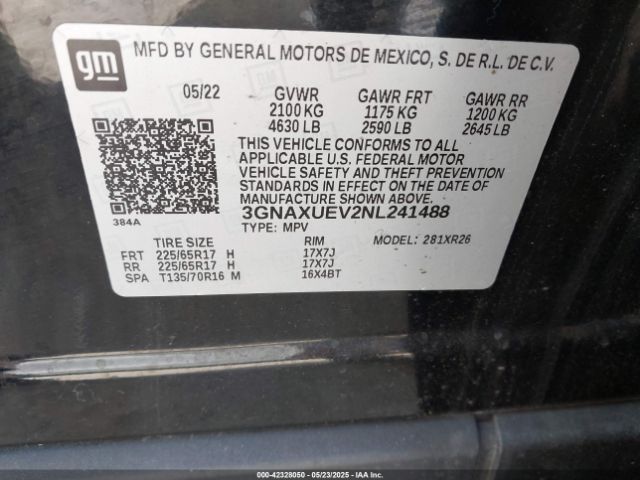 gm
MFD BY GENERAL MOTORS DE MEXICO, S. DE R.L. DE C.V.
05/22 GVWR GAWR FRT GAWR RR
2100 KG 1175 KG 1200 KG
4630 LB 2590 LB 2645 LB
THIS VEHICLE CONFORMS TO ALL
APPLICABLE U.S. FEDERAL MOTOR
VEHICLE SAFETY AND THEFT PREVENTION
STANDARDS IN EFFECT ON THE DATE OF
MANUFACTURE SHOWN ABOVE.
384A
3GNAXUEV2NL241488
TYPE: MPV MODEL: 281XR26
TIRE SIZE RIM
FRT 225/65R17 H 17X7J
RR 225/65R17 H 17X7J
SPA T135/70R16 M 16X4BT
000-42328050 - 05/23/2025 - IAAI.COM